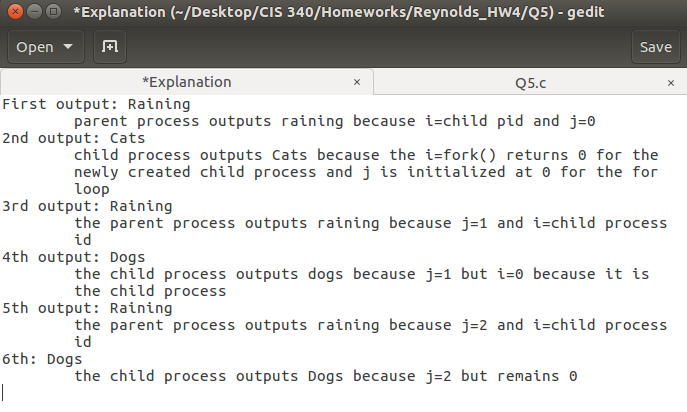 *Explanation (~/Desktop/CIS 340/Homeworks/Reynolds_HW4/Q5) - gedit
Open
Save
*Explanation ×
Q5.c ×
First output: Raining
parent process outputs raining because i=child pid and j=0
2nd output: Cats
child process outputs Cats because the i=fork() returns 0 for the
newly created child process and j is initialized at 0 for the for
loop
3rd output: Raining
the parent process outputs raining because j=1 and i=child process
id
4th output: Dogs
the child process outputs dogs because j=1 but i=0 because it is
the child process
5th output: Raining
the parent process outputs raining because j=2 and i=child process
id
6th: Dogs
the child process outputs Dogs because j=2 but remains 0